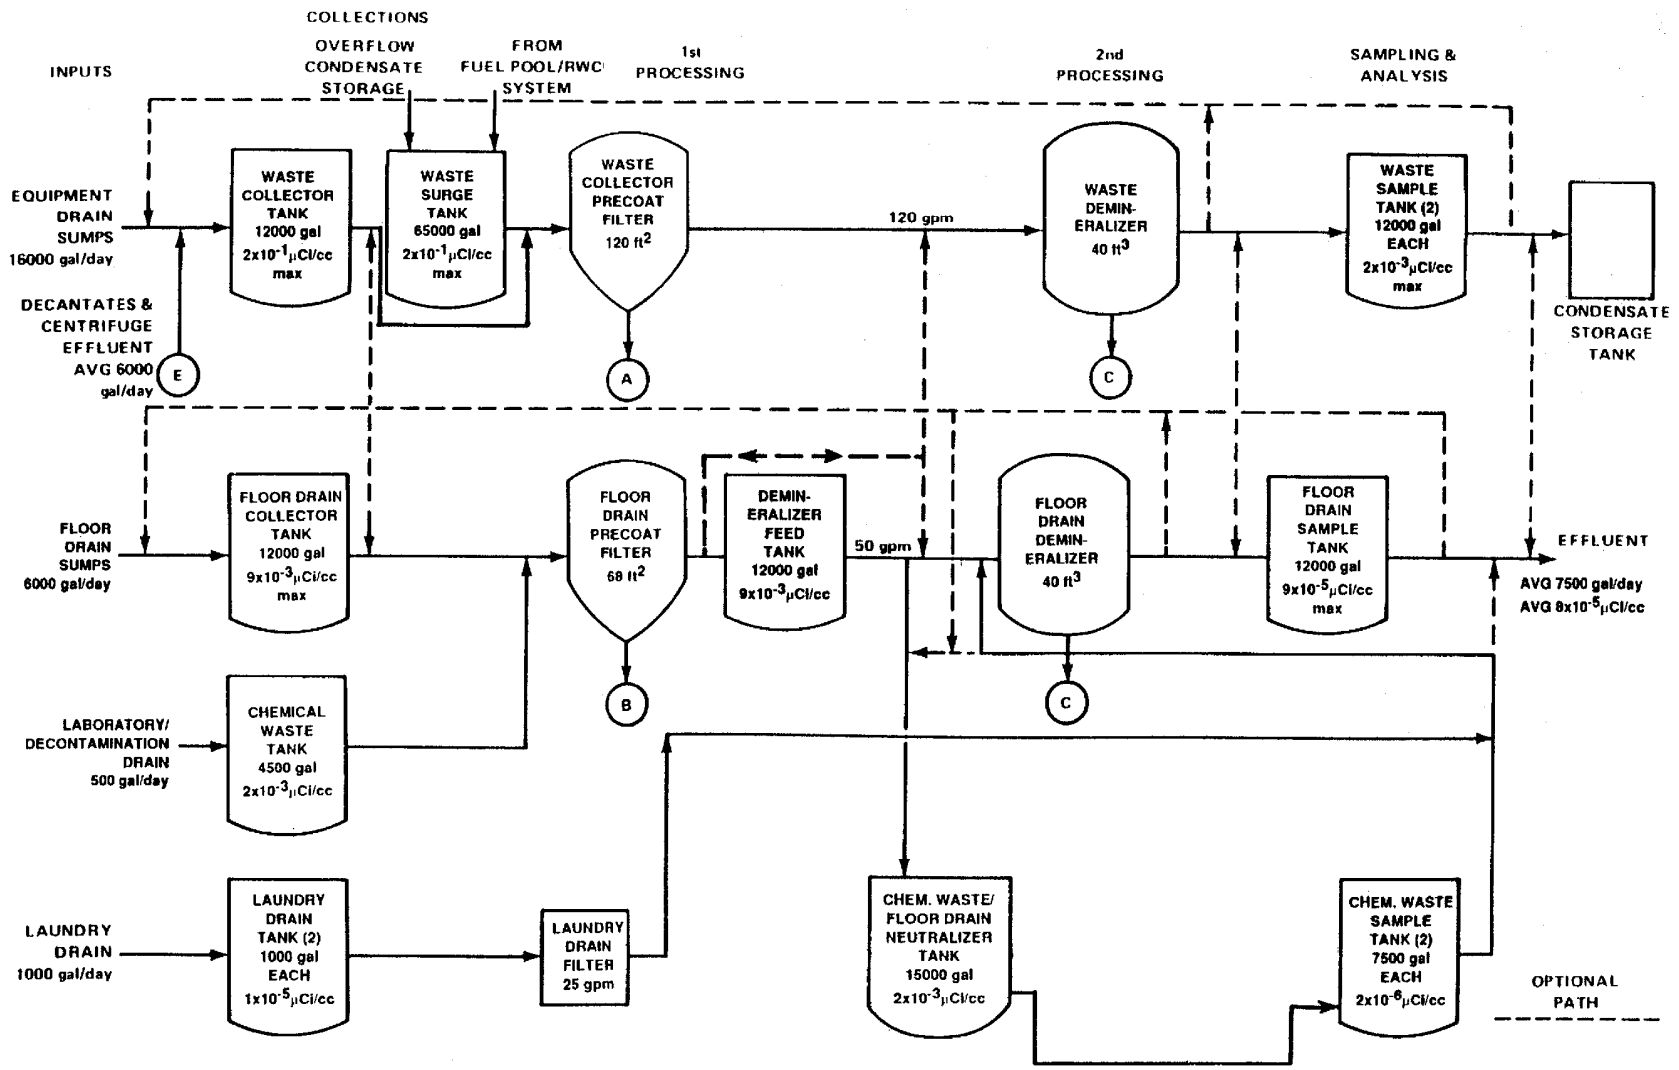 COLLECTIONS
INPUTS
OVERFLOW
CONDENSATE
STORAGE
FROM
FUEL POOL/RWC
SYSTEM
1st
PROCESSING
2nd
PROCESSING
SAMPLING &
ANALYSIS
EQUIPMENT
DRAIN
SUMPS
16000 gal/day
WASTE
COLLECTOR
TANK
12000 gal
2x10-1μCi/cc
max
WASTE
SURGE
TANK
65000 gal
2x10-1μCi/cc
max
WASTE
COLLECTOR
PRECOAT
FILTER
120 ft2
120 gpm
WASTE
DEMIN-
ERALIZER
40 ft3
WASTE
SAMPLE
TANK (2)
12000 gal
EACH
2x10-3μCi/cc
max
CONDENSATE
STORAGE
TANK
DECANTATES &
CENTRIFUGE
EFFLUENT
AVG 6000
gal/day
E
A
C
FLOOR
DRAIN
SUMPS
6000 gal/day
FLOOR DRAIN
COLLECTOR
TANK
12000 gal
9x10-3μCi/cc
max
FLOOR
DRAIN
PRECOAT
FILTER
68 ft2
DEMIN-
ERALIZER
FEED
TANK
12000 gal
9x10-3μCi/cc
50 gpm
FLOOR
DRAIN
DEMIN-
ERALIZER
40 ft3
FLOOR
DRAIN
SAMPLE
TANK
12000 gal
9x10-5μCi/cc
max
EFFLUENT
AVG 7500 gal/day
AVG 8x10-5μCi/cc
B
C
LABORATORY/
DECONTAMINATION
DRAIN
500 gal/day
CHEMICAL
WASTE
TANK
4500 gal
2x10-3μCi/cc
LAUNDRY
DRAIN
1000 gal/day
LAUNDRY
DRAIN
TANK (2)
1000 gal
EACH
1x10-5μCi/cc
LAUNDRY
DRAIN
FILTER
25 gpm
CHEM. WASTE/
FLOOR DRAIN
NEUTRALIZER
TANK
15000 gal
2x10-3μCi/cc
CHEM. WASTE
SAMPLE
TANK (2)
7500 gal
EACH
2x10-6μCi/cc
OPTIONAL
PATH